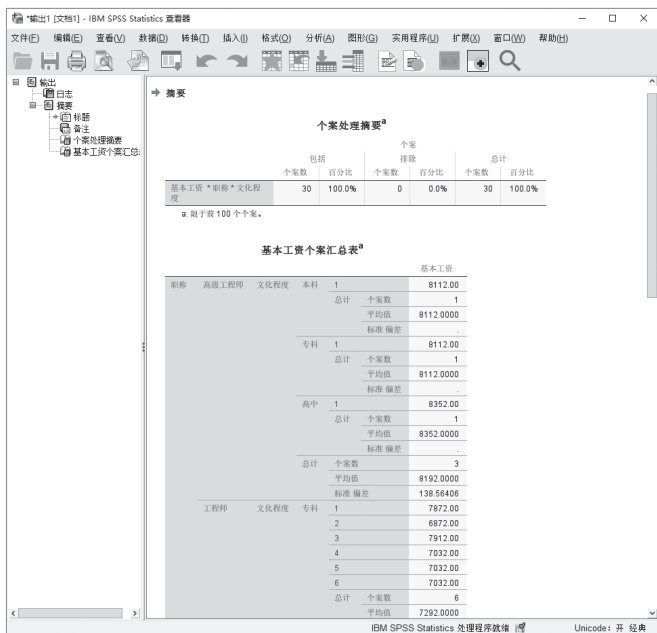 *输出1 [文档1] - IBM SPSS Statistics 查看器
文件(F) 编辑(E) 查看(V) 数据(D) 转换(T) 插入(I) 格式(O) 分析(A) 图形(G) 实用程序(U) 扩展(X) 窗口(W) 帮助(H)
输出
日志
摘要
标题
备注
个案处理摘要
基本工资个案汇总
摘要
个案处理摘要a
个案
包括 排除 总计
个案数 百分比 个案数 百分比 个案数 百分比
基本工资 * 职称 * 文化程度 30 100.0% 0 0.0% 30 100.0%
a. 限于前 100 个个案。
基本工资个案汇总表a
基本工资
职称 高级工程师 文化程度 本科 1 8112.00
总计 个案数 1
平均值 8112.0000
标准 偏差 .
专科 1 8112.00
总计 个案数 1
平均值 8112.0000
标准 偏差 .
高中 1 8352.00
总计 个案数 1
平均值 8352.0000
标准 偏差 .
总计 个案数 3
平均值 8192.0000
标准 偏差 138.56406
工程师 文化程度 专科 1 7872.00
2 6872.00
3 7912.00
4 7032.00
5 7032.00
6 7032.00
总计 个案数 6
平均值 7292.0000
IBM SPSS Statistics 处理程序就绪 Unicode: 开 经典